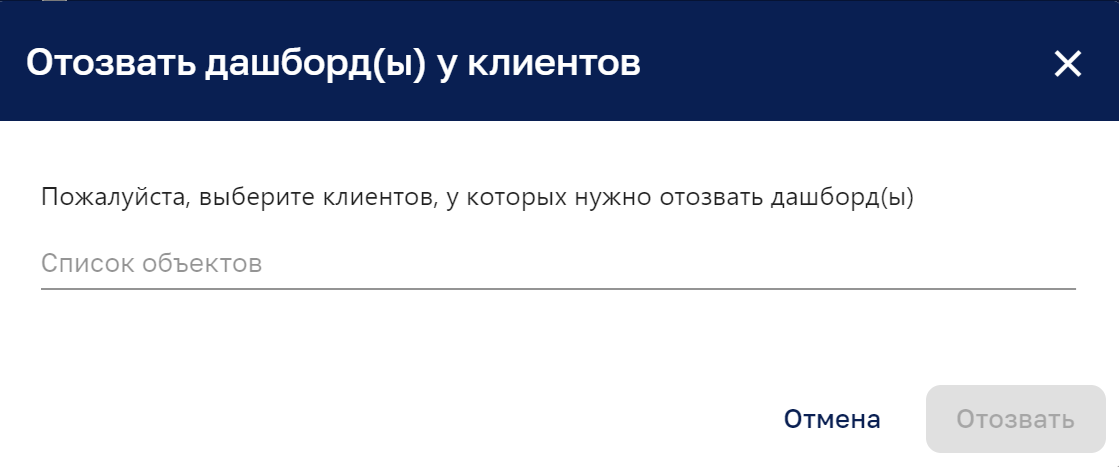 Отозвать дашборд(ы) у клиентов
Пожалуйста, выберите клиентов, у которых нужно отозвать дашборд(ы)
Список объектов
Отмена
Отозвать